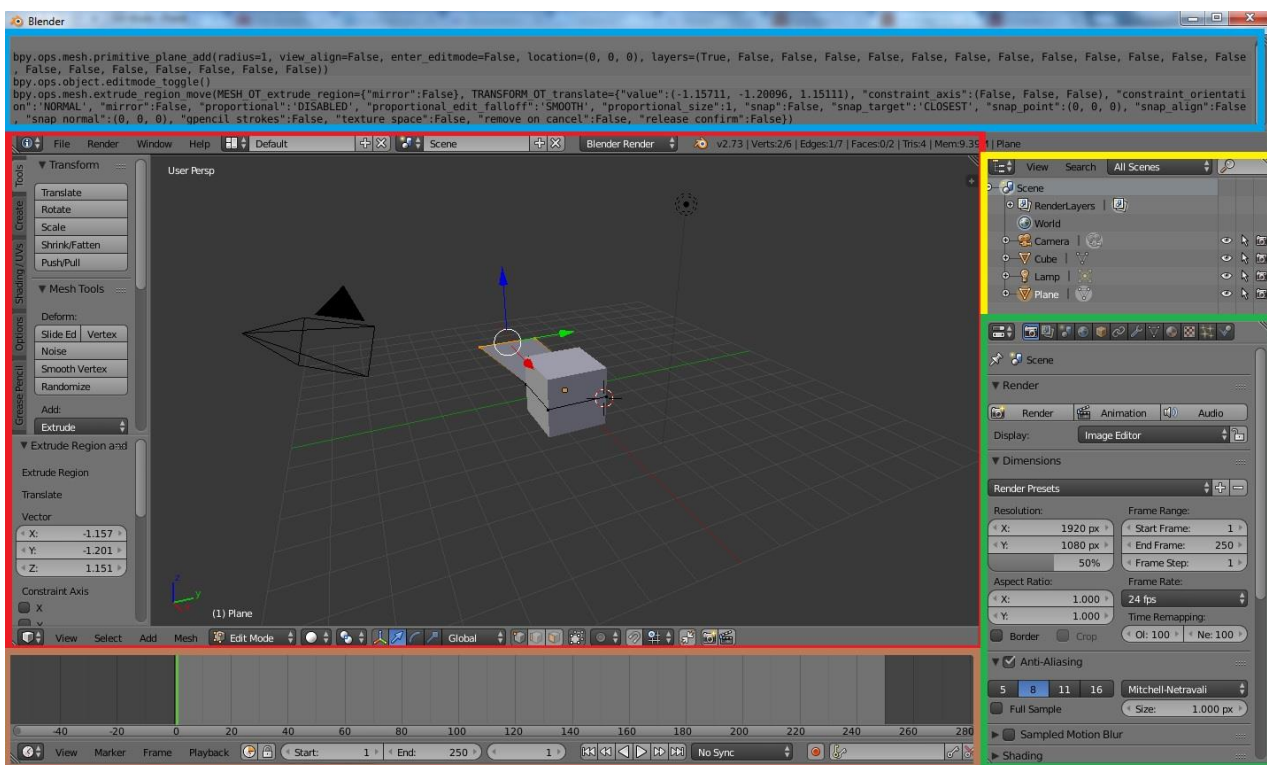 Blender
bpy.ops.mesh.primitive_plane_add(radius=1, view_align=False, enter_editmode=False, location=(0, 0, 0), layers=(True, False, False, False, False, False, False, False, False, False, False, False, False
, False, False, False, False, False, False, False))
bpy.ops.object.editmode_toggle()
bpy.ops.mesh.extrude_region_move(MESH_OT_extrude_region={"mirror":False}, TRANSFORM_OT_translate={"value":(-1.15711, -1.20096, 1.15111), "constraint_axis":(False, False, False), "constraint_orientati
on":'NORMAL', "mirror":False, "proportional":'DISABLED', "proportional_edit_falloff":'SMOOTH', "proportional_size":1, "snap":False, "snap_target":'CLOSEST', "snap_point":(0, 0, 0), "snap_align":False
, "snap_normal":(0, 0, 0), "gpencil_strokes":False, "texture_space":False, "remove_on_cancel":False, "release_confirm":False})
File Render Window Help Default Scene Blender Render v2.73 | Verts:2/6 | Edges:1/7 | Faces:0/2 | Tris:4 | Mem:9.39M | Plane
Tools
Create
Shading / UVs
Options
Grease Pencil
Transform
Translate
Rotate
Scale
Shrink/Fatten
Push/Pull
Mesh Tools
Deform:
Slide Ed Vertex
Noise
Smooth Vertex
Randomize
Add:
Extrude
Extrude Region and
Extrude Region
Translate
Vector
X: -1.157
Y: -1.201
Z: 1.151
Constraint Axis
X
Y
User Persp
z
y
(1) Plane
View Select Add Mesh Edit Mode Global
-40 -20 0 20 40 60 80 100 120 140 160 180 200 220 240 260 280
View Marker Frame Playback Start: 1 End: 250 1 No Sync
View Search All Scenes
Scene
RenderLayers |
World
Camera |
Cube |
Lamp |
Plane |
Scene
Render
Render Animation Audio
Display: Image Editor
Dimensions
Render Presets
Resolution: Frame Range:
X: 1920 px Start Frame: 1
Y: 1080 px End Frame: 250
50% Frame Step: 1
Aspect Ratio: Frame Rate:
X: 1.000 24 fps
Y: 1.000 Time Remapping:
Border Crop Ol: 100 Ne: 100
Anti-Aliasing
5 8 11 16 Mitchell-Netravali
Full Sample Size: 1.000 px
Sampled Motion Blur
Shading